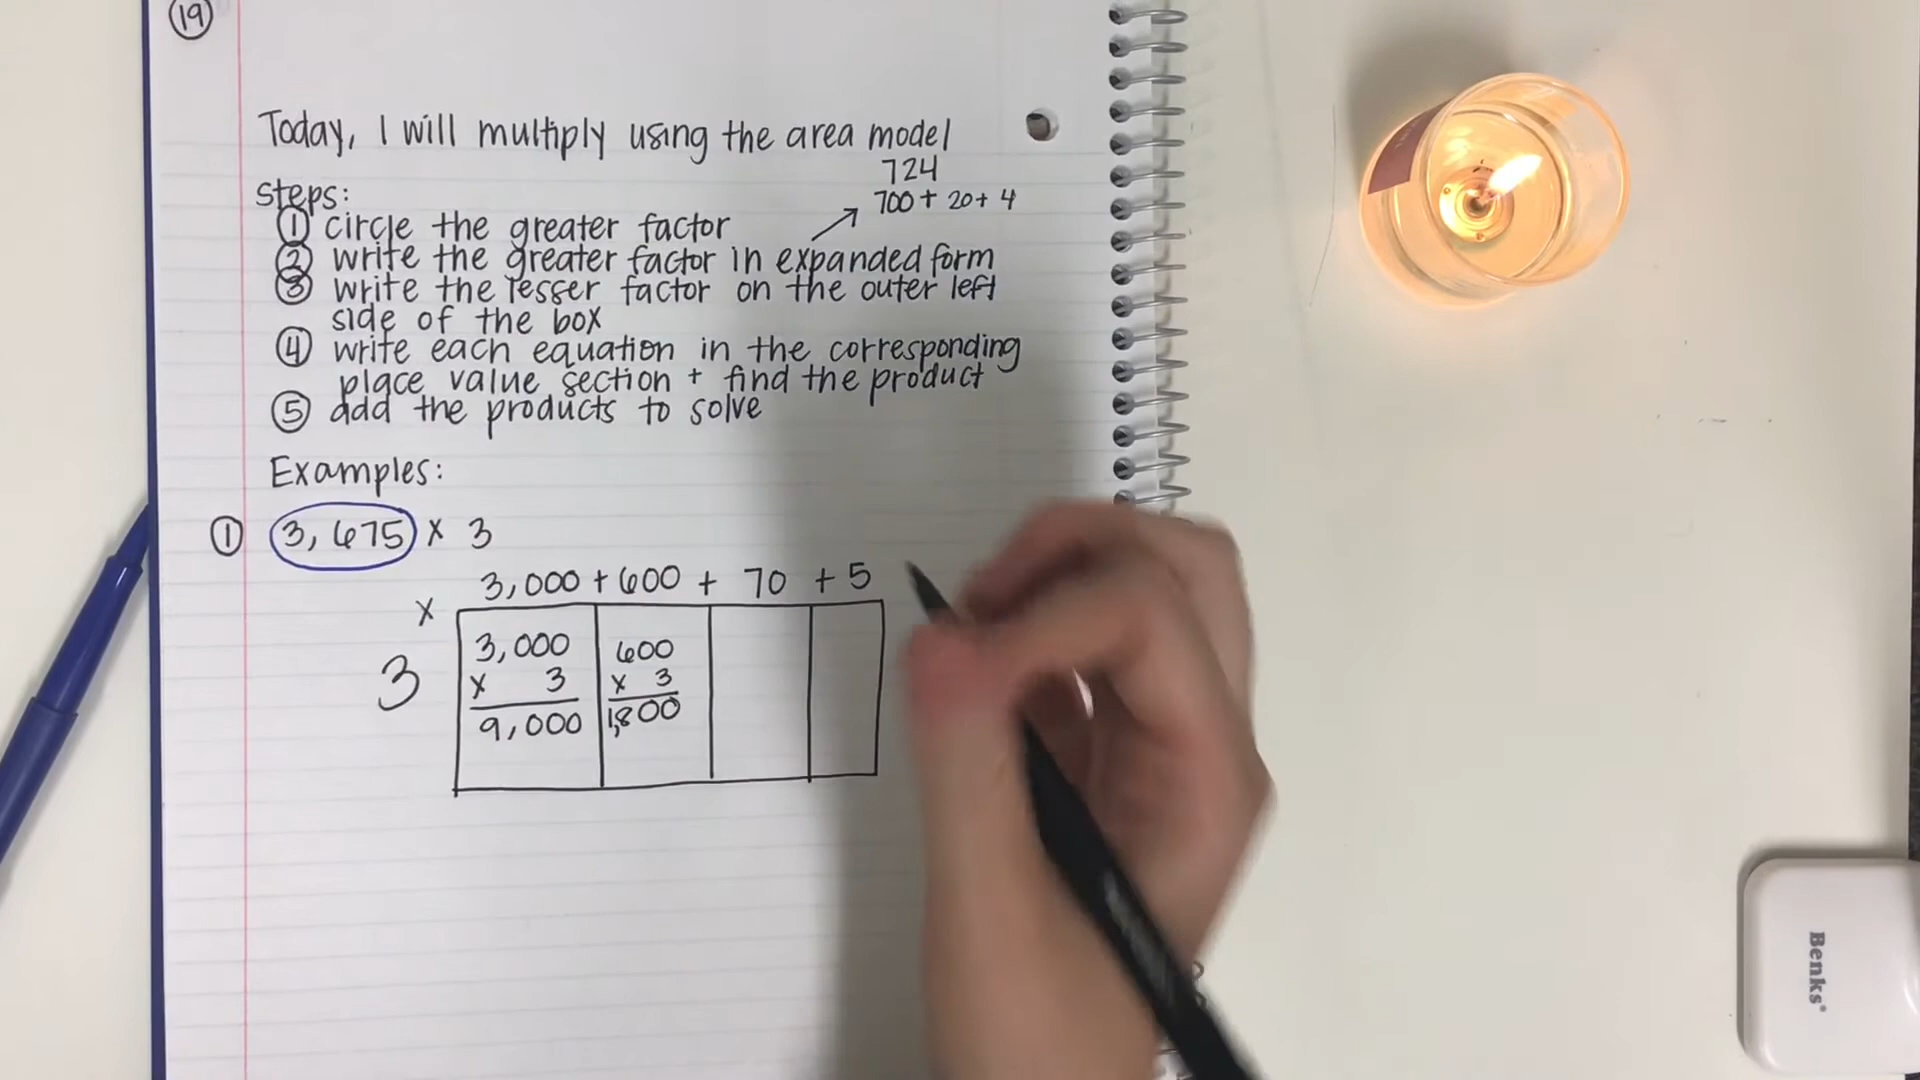 19
Today, I will multiply using the area model
724
700 + 20 + 4
steps:
① circle the greater factor
② write the greater factor in expanded form
③ write the lesser factor on the outer left
side of the box
④ write each equation in the corresponding
place value section + find the product
⑤ add the products to solve
Examples:
① 3,675 x 3
3,000 + 600 + 70 + 5
x
3
3,000
x 3
9,000
600
x 3
1,800
Benks